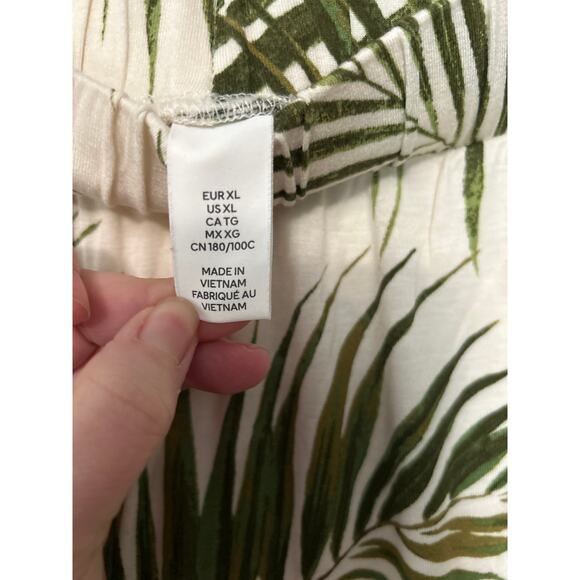 EUR XL
US XL
CA TG
MX XG
CN 180/100C
MADE IN
VIETNAM
FABRIQUÉ AU
VIETNAM